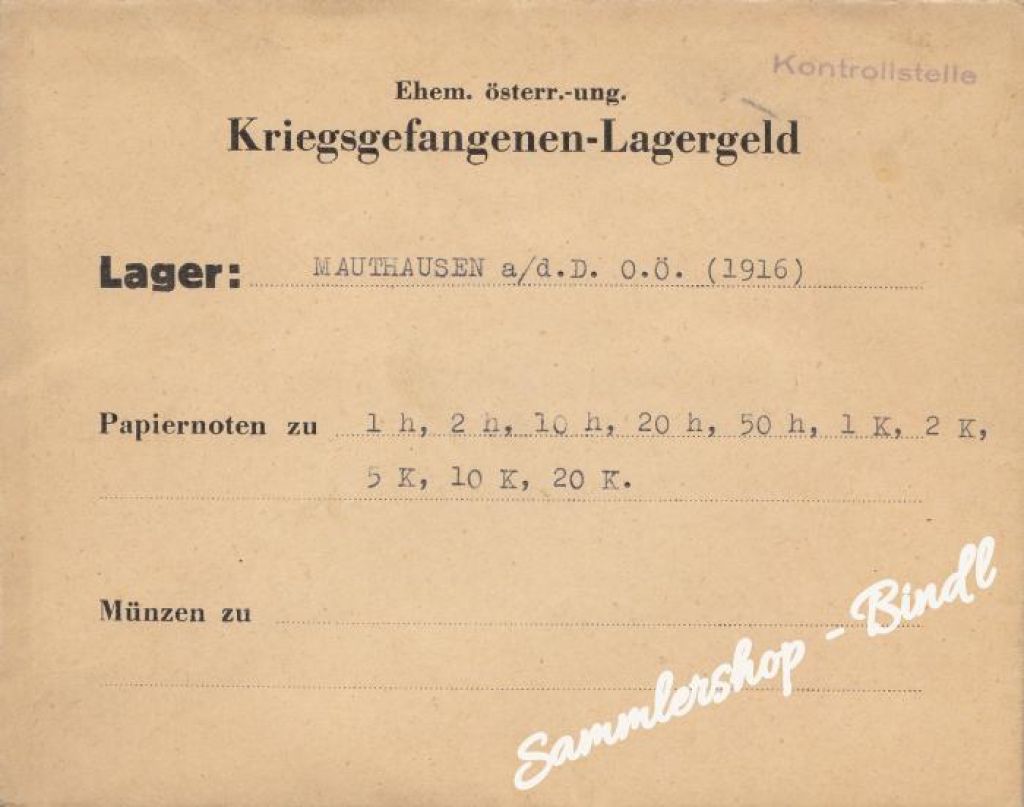 Kontrollstelle
Ehem. österr.-ung.
Kriegsgefangenen-Lagergeld
Lager: MAUTHAUSEN a/d.D. O.Ö. (1916)
Papiernoten zu 1 h, 2 h, 10 h, 20 h, 50 h, 1 K, 2 K,
5 K, 10 K, 20 K.
Münzen zu
Sammlershop - Bindl